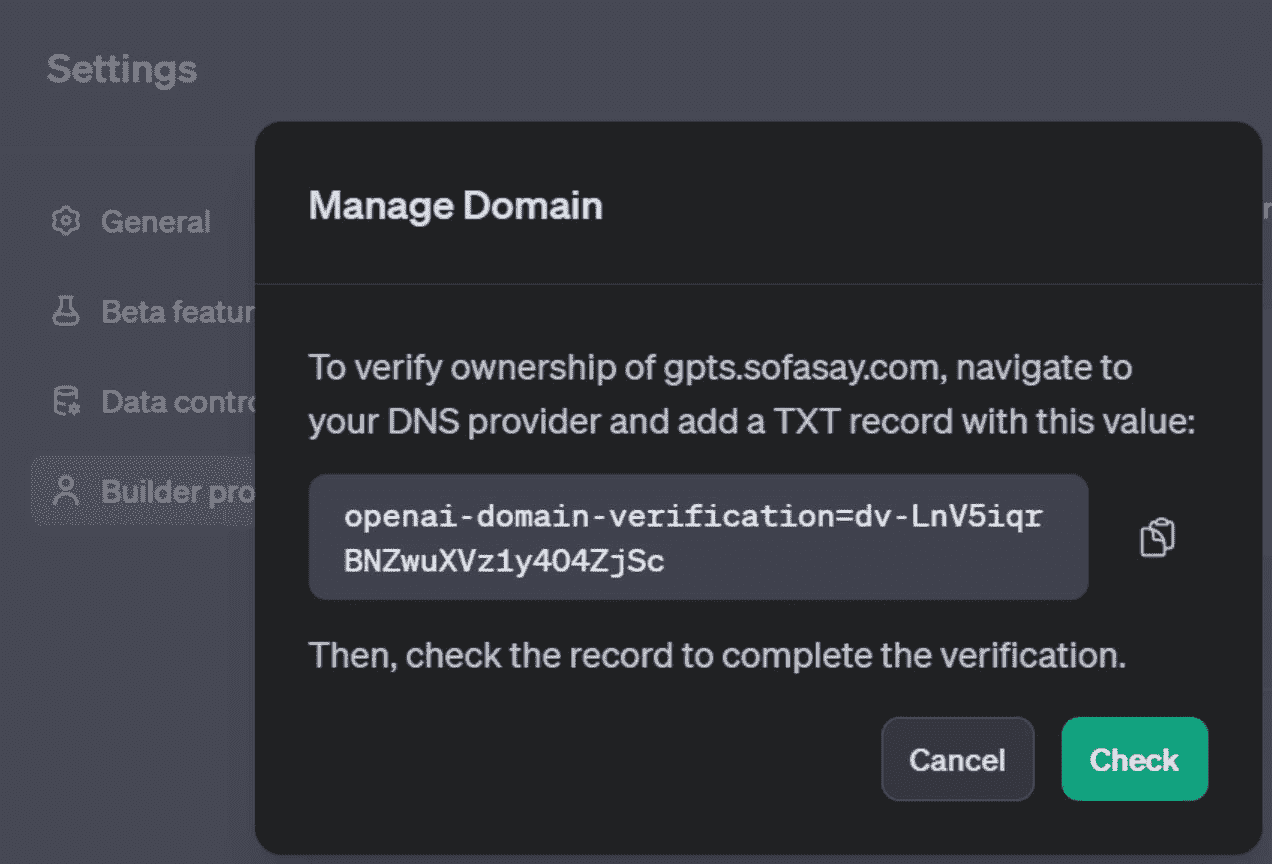 Settings
General
Beta featur
Data contro
Builder pro
Manage Domain
To verify ownership of gpts.sofasay.com, navigate to
your DNS provider and add a TXT record with this value:
openai-domain-verification=dv-LnV5iqr
BNZwuXVz1y4O4ZjSc
Then, check the record to complete the verification.
Cancel
Check